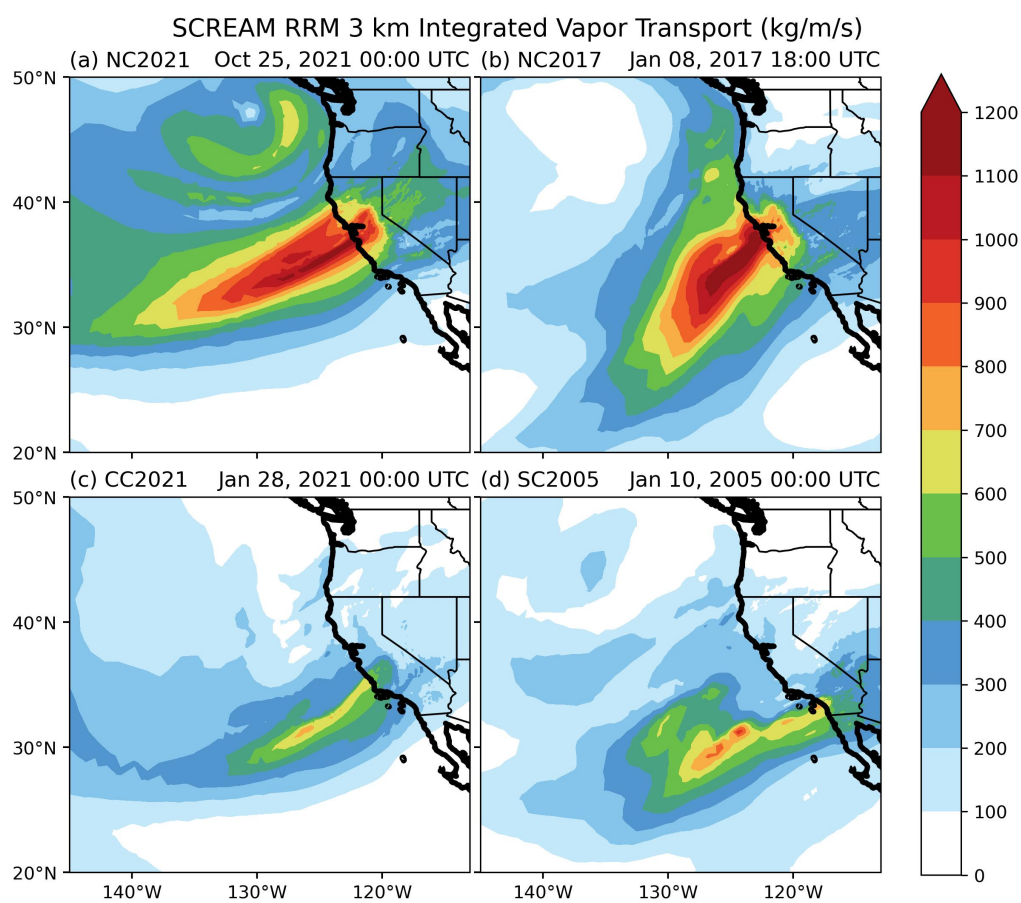 SCREAM RRM 3 km Integrated Vapor Transport (kg/m/s)
(a) NC2021 Oct 25, 2021 00:00 UTC
(b) NC2017 Jan 08, 2017 18:00 UTC
50°N
40°N
30°N
20°N
(c) CC2021 Jan 28, 2021 00:00 UTC
(d) SC2005 Jan 10, 2005 00:00 UTC
50°N
40°N
30°N
20°N
140°W 130°W 120°W
140°W 130°W 120°W
1200
1100
1000
900
800
700
600
500
400
300
200
100
0